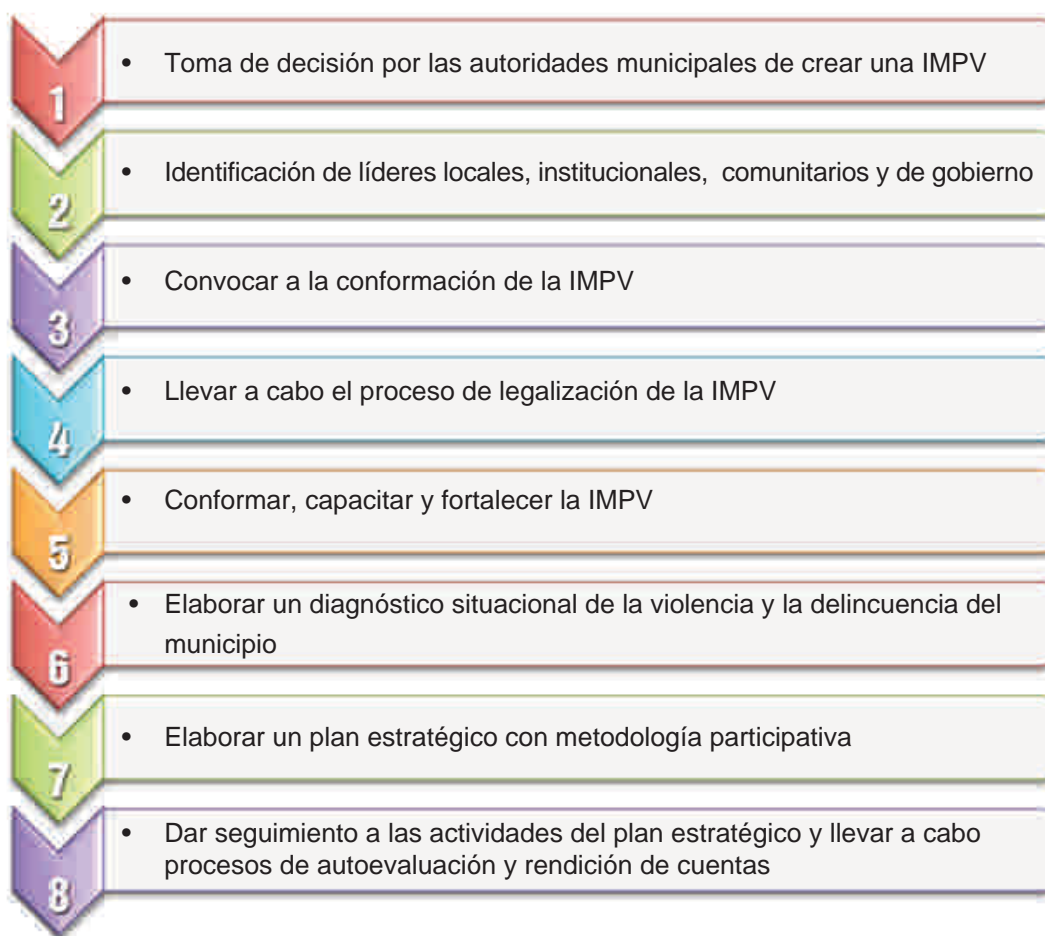 1
• Toma de decisión por las autoridades municipales de crear una IMPV
2
• Identificación de líderes locales, institucionales, comunitarios y de gobierno
3
• Convocar a la conformación de la IMPV
4
• Llevar a cabo el proceso de legalización de la IMPV
5
• Conformar, capacitar y fortalecer la IMPV
6
• Elaborar un diagnóstico situacional de la violencia y la delincuencia del
municipio
7
• Elaborar un plan estratégico con metodología participativa
8
• Dar seguimiento a las actividades del plan estratégico y llevar a cabo
procesos de autoevaluación y rendición de cuentas